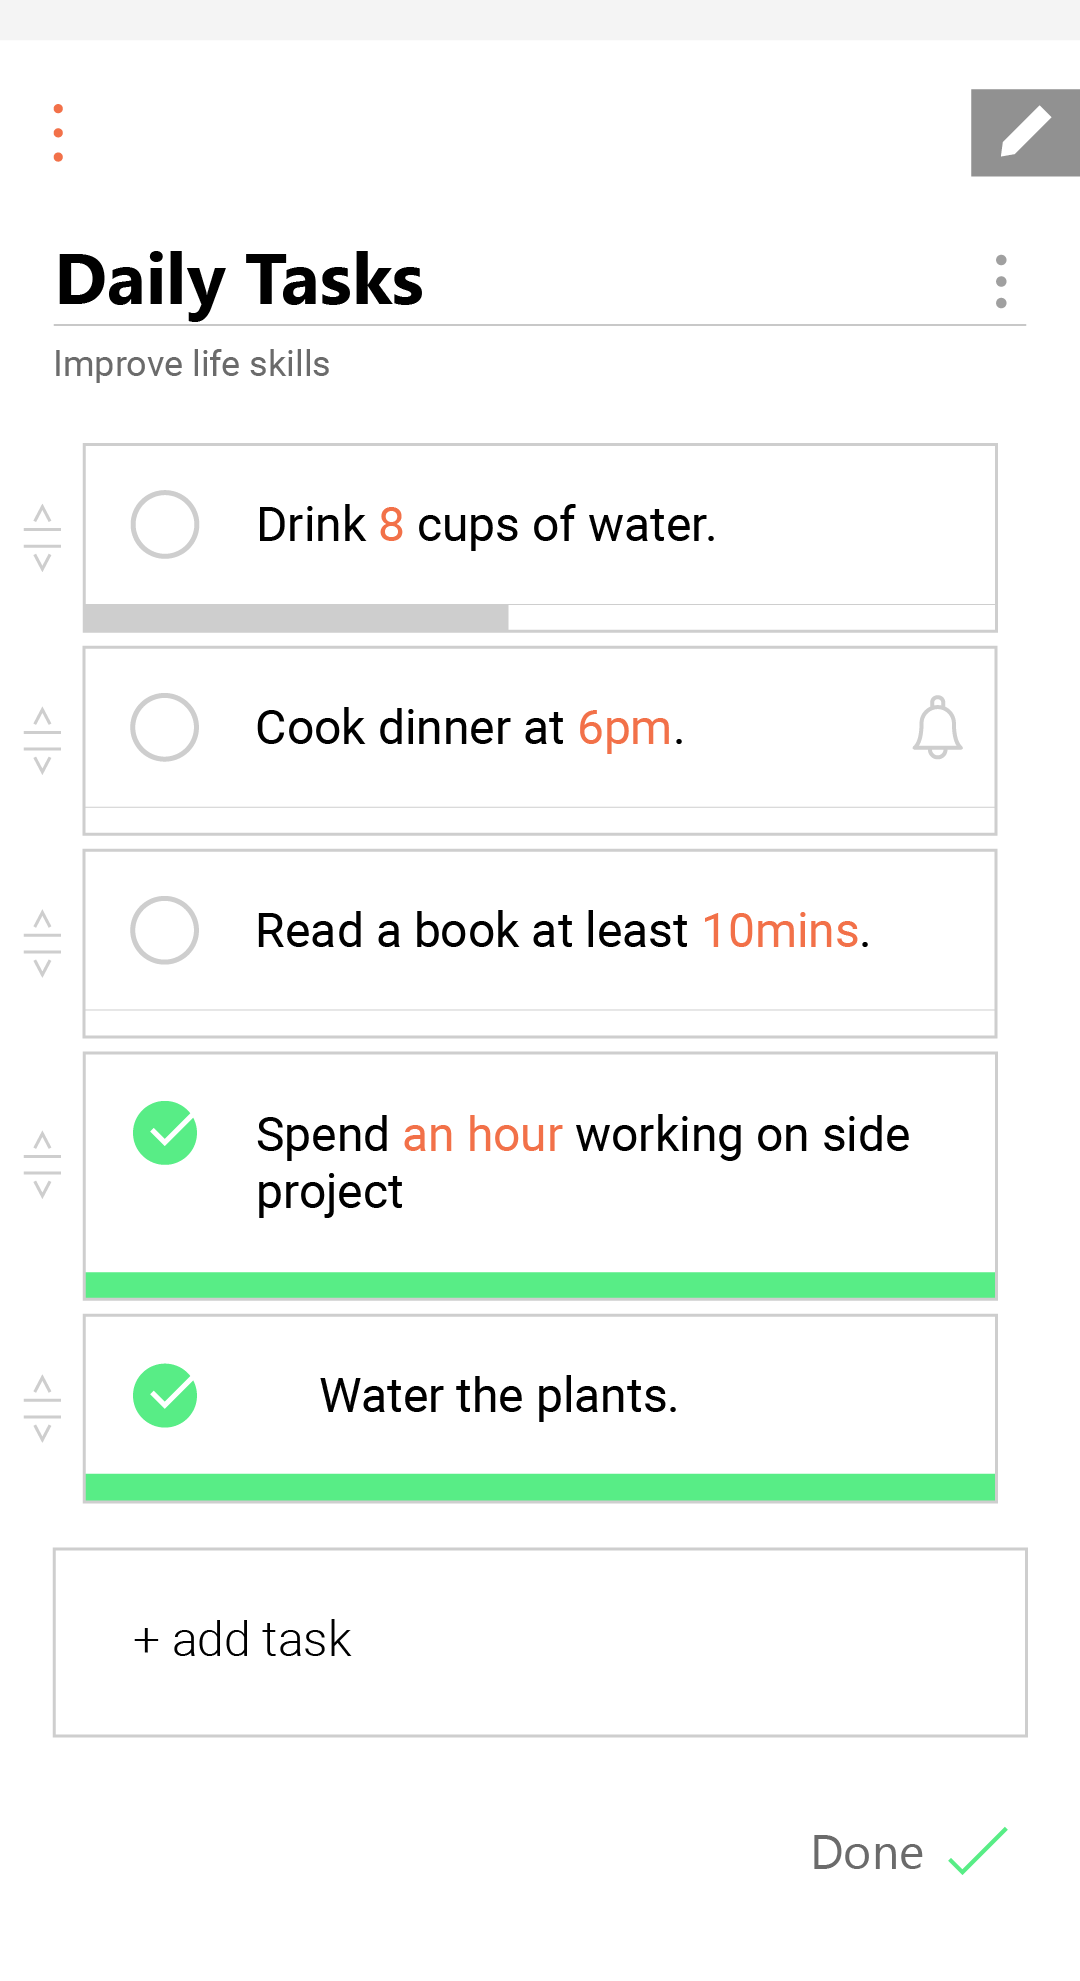 Daily Tasks
Improve life skills
Drink 8 cups of water.
Cook dinner at 6pm.
Read a book at least 10mins.
Spend an hour working on side
project
Water the plants.
+ add task
Done